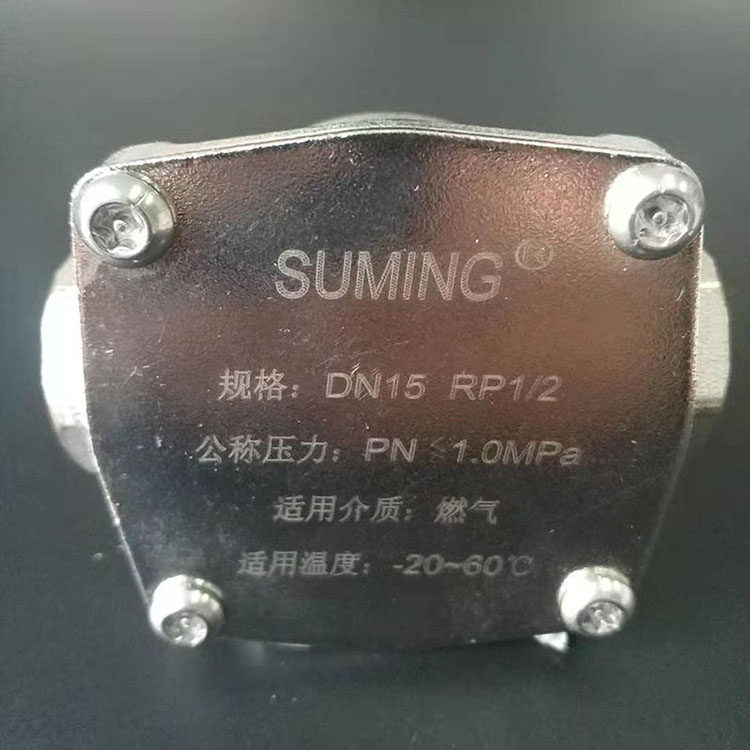 SUMING®
规格：DN15 RP1/2
公称压力：PN≤1.0MPa
适用介质：燃气
适用温度：-20~60℃